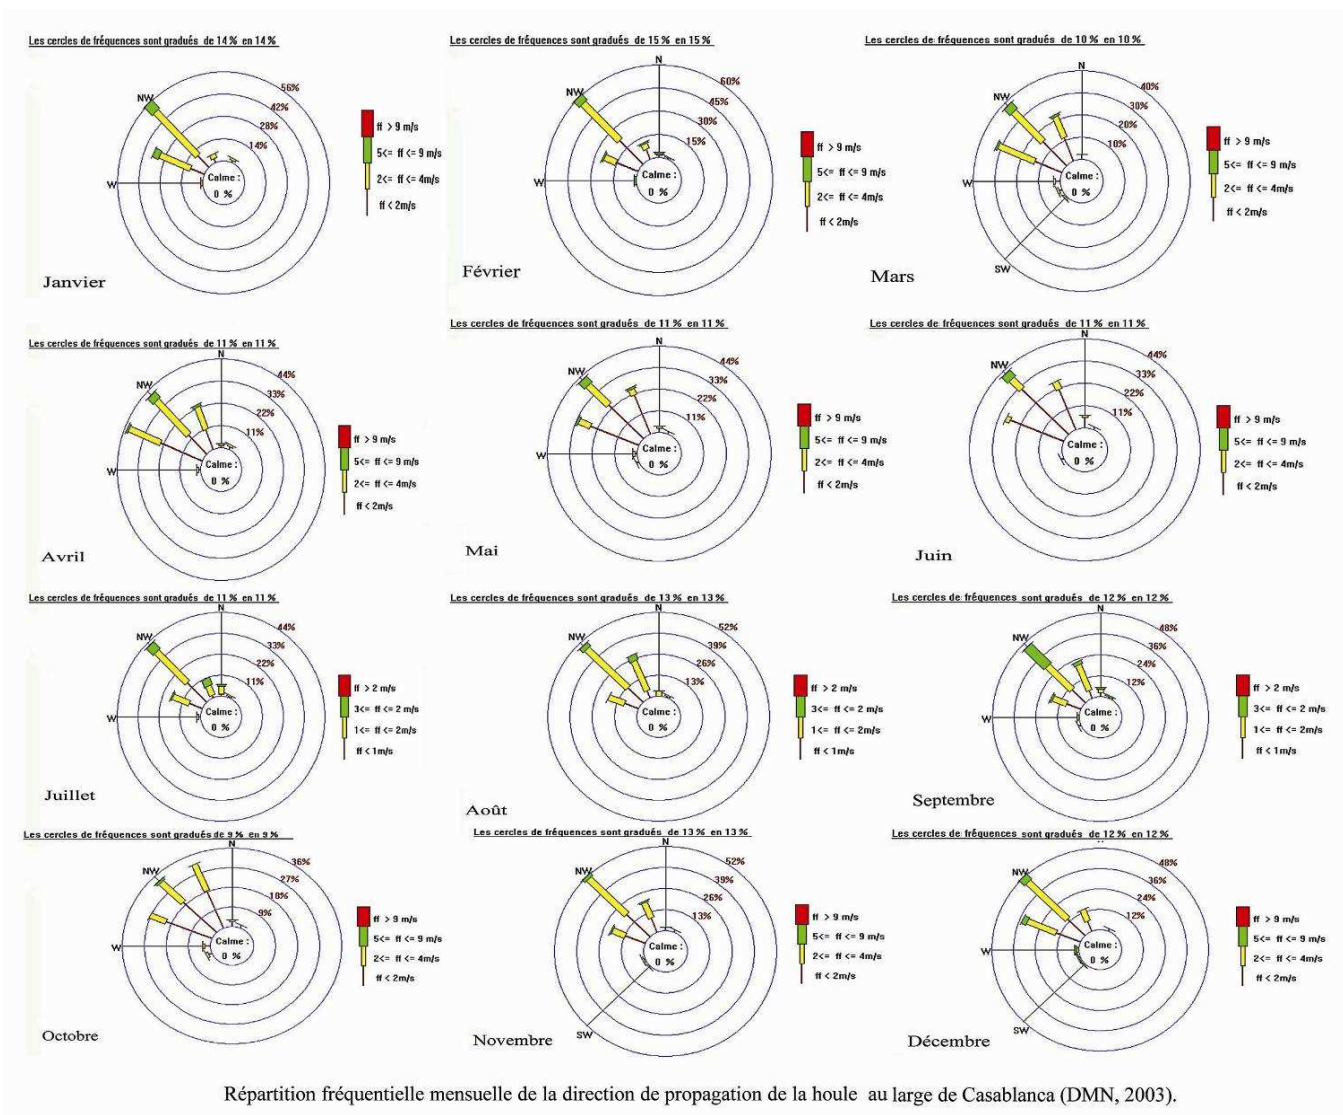 Les cercles de fréquences sont gradués de 14 % en 14 %
56%
42%
28%
14%
NW
W
Calme :
0 %
ff > 9 m/s
5<= ff <= 9 m/s
2<= ff <= 4m/s
ff < 2m/s
Janvier
Les cercles de fréquences sont gradués de 15 % en 15 %
N
60%
45%
30%
15%
NW
W
Calme :
0 %
ff > 9 m/s
5<= ff <= 9 m/s
2<= ff <= 4m/s
ff < 2m/s
Février
Les cercles de fréquences sont gradués de 10 % en 10 %
N
40%
30%
20%
10%
NW
W
SW
Calme :
0 %
ff > 9 m/s
5<= ff <= 9 m/s
2<= ff <= 4m/s
ff < 2m/s
Mars
Les cercles de fréquences sont gradués de 11 % en 11 %
N
44%
33%
22%
11%
NW
W
Calme :
0 %
ff > 9 m/s
5<= ff <= 9 m/s
2<= ff <= 4m/s
ff < 2m/s
Avril
Les cercles de fréquences sont gradués de 11 % en 11 %
N
44%
33%
22%
11%
NW
W
Calme :
0 %
ff > 9 m/s
5<= ff <= 9 m/s
2<= ff <= 4m/s
ff < 2m/s
Mai
Les cercles de fréquences sont gradués de 11 % en 11 %
N
44%
33%
22%
11%
NW
Calme :
0 %
ff > 9 m/s
5<= ff <= 9 m/s
2<= ff <= 4m/s
ff < 2m/s
Juin
Les cercles de fréquences sont gradués de 11 % en 11 %
N
44%
33%
22%
11%
NW
W
Calme :
0 %
ff > 2 m/s
3<= ff <= 2 m/s
1<= ff <= 2m/s
ff < 1m/s
Juillet
Les cercles de fréquences sont gradués de 13 % en 13 %
N
52%
39%
26%
13%
NW
Calme :
0 %
ff > 2 m/s
3<= ff <= 2 m/s
1<= ff <= 2m/s
ff < 1m/s
Août
Les cercles de fréquences sont gradués de 12 % en 12 %
N
48%
36%
24%
12%
NW
W
Calme :
0 %
ff > 2 m/s
3<= ff <= 2 m/s
1<= ff <= 2m/s
ff < 1m/s
Septembre
Les cercles de fréquences sont gradués de 9 % en 9 %
N
36%
27%
18%
9%
NW
W
Calme :
0 %
ff > 9 m/s
5<= ff <= 9 m/s
2<= ff <= 4m/s
ff < 2m/s
Octobre
Les cercles de fréquences sont gradués de 13 % en 13 %
N
52%
39%
26%
13%
NW
SW
Calme :
0 %
ff > 9 m/s
5<= ff <= 9 m/s
2<= ff <= 4m/s
ff < 2m/s
Novembre
Les cercles de fréquences sont gradués de 12 % en 12 %
48%
36%
24%
12%
NW
W
SW
Calme :
0 %
ff > 9 m/s
5<= ff <= 9 m/s
2<= ff <= 4m/s
ff < 2m/s
Décembre
Répartition fréquentielle mensuelle de la direction de propagation de la houle au large de Casablanca (DMN, 2003).